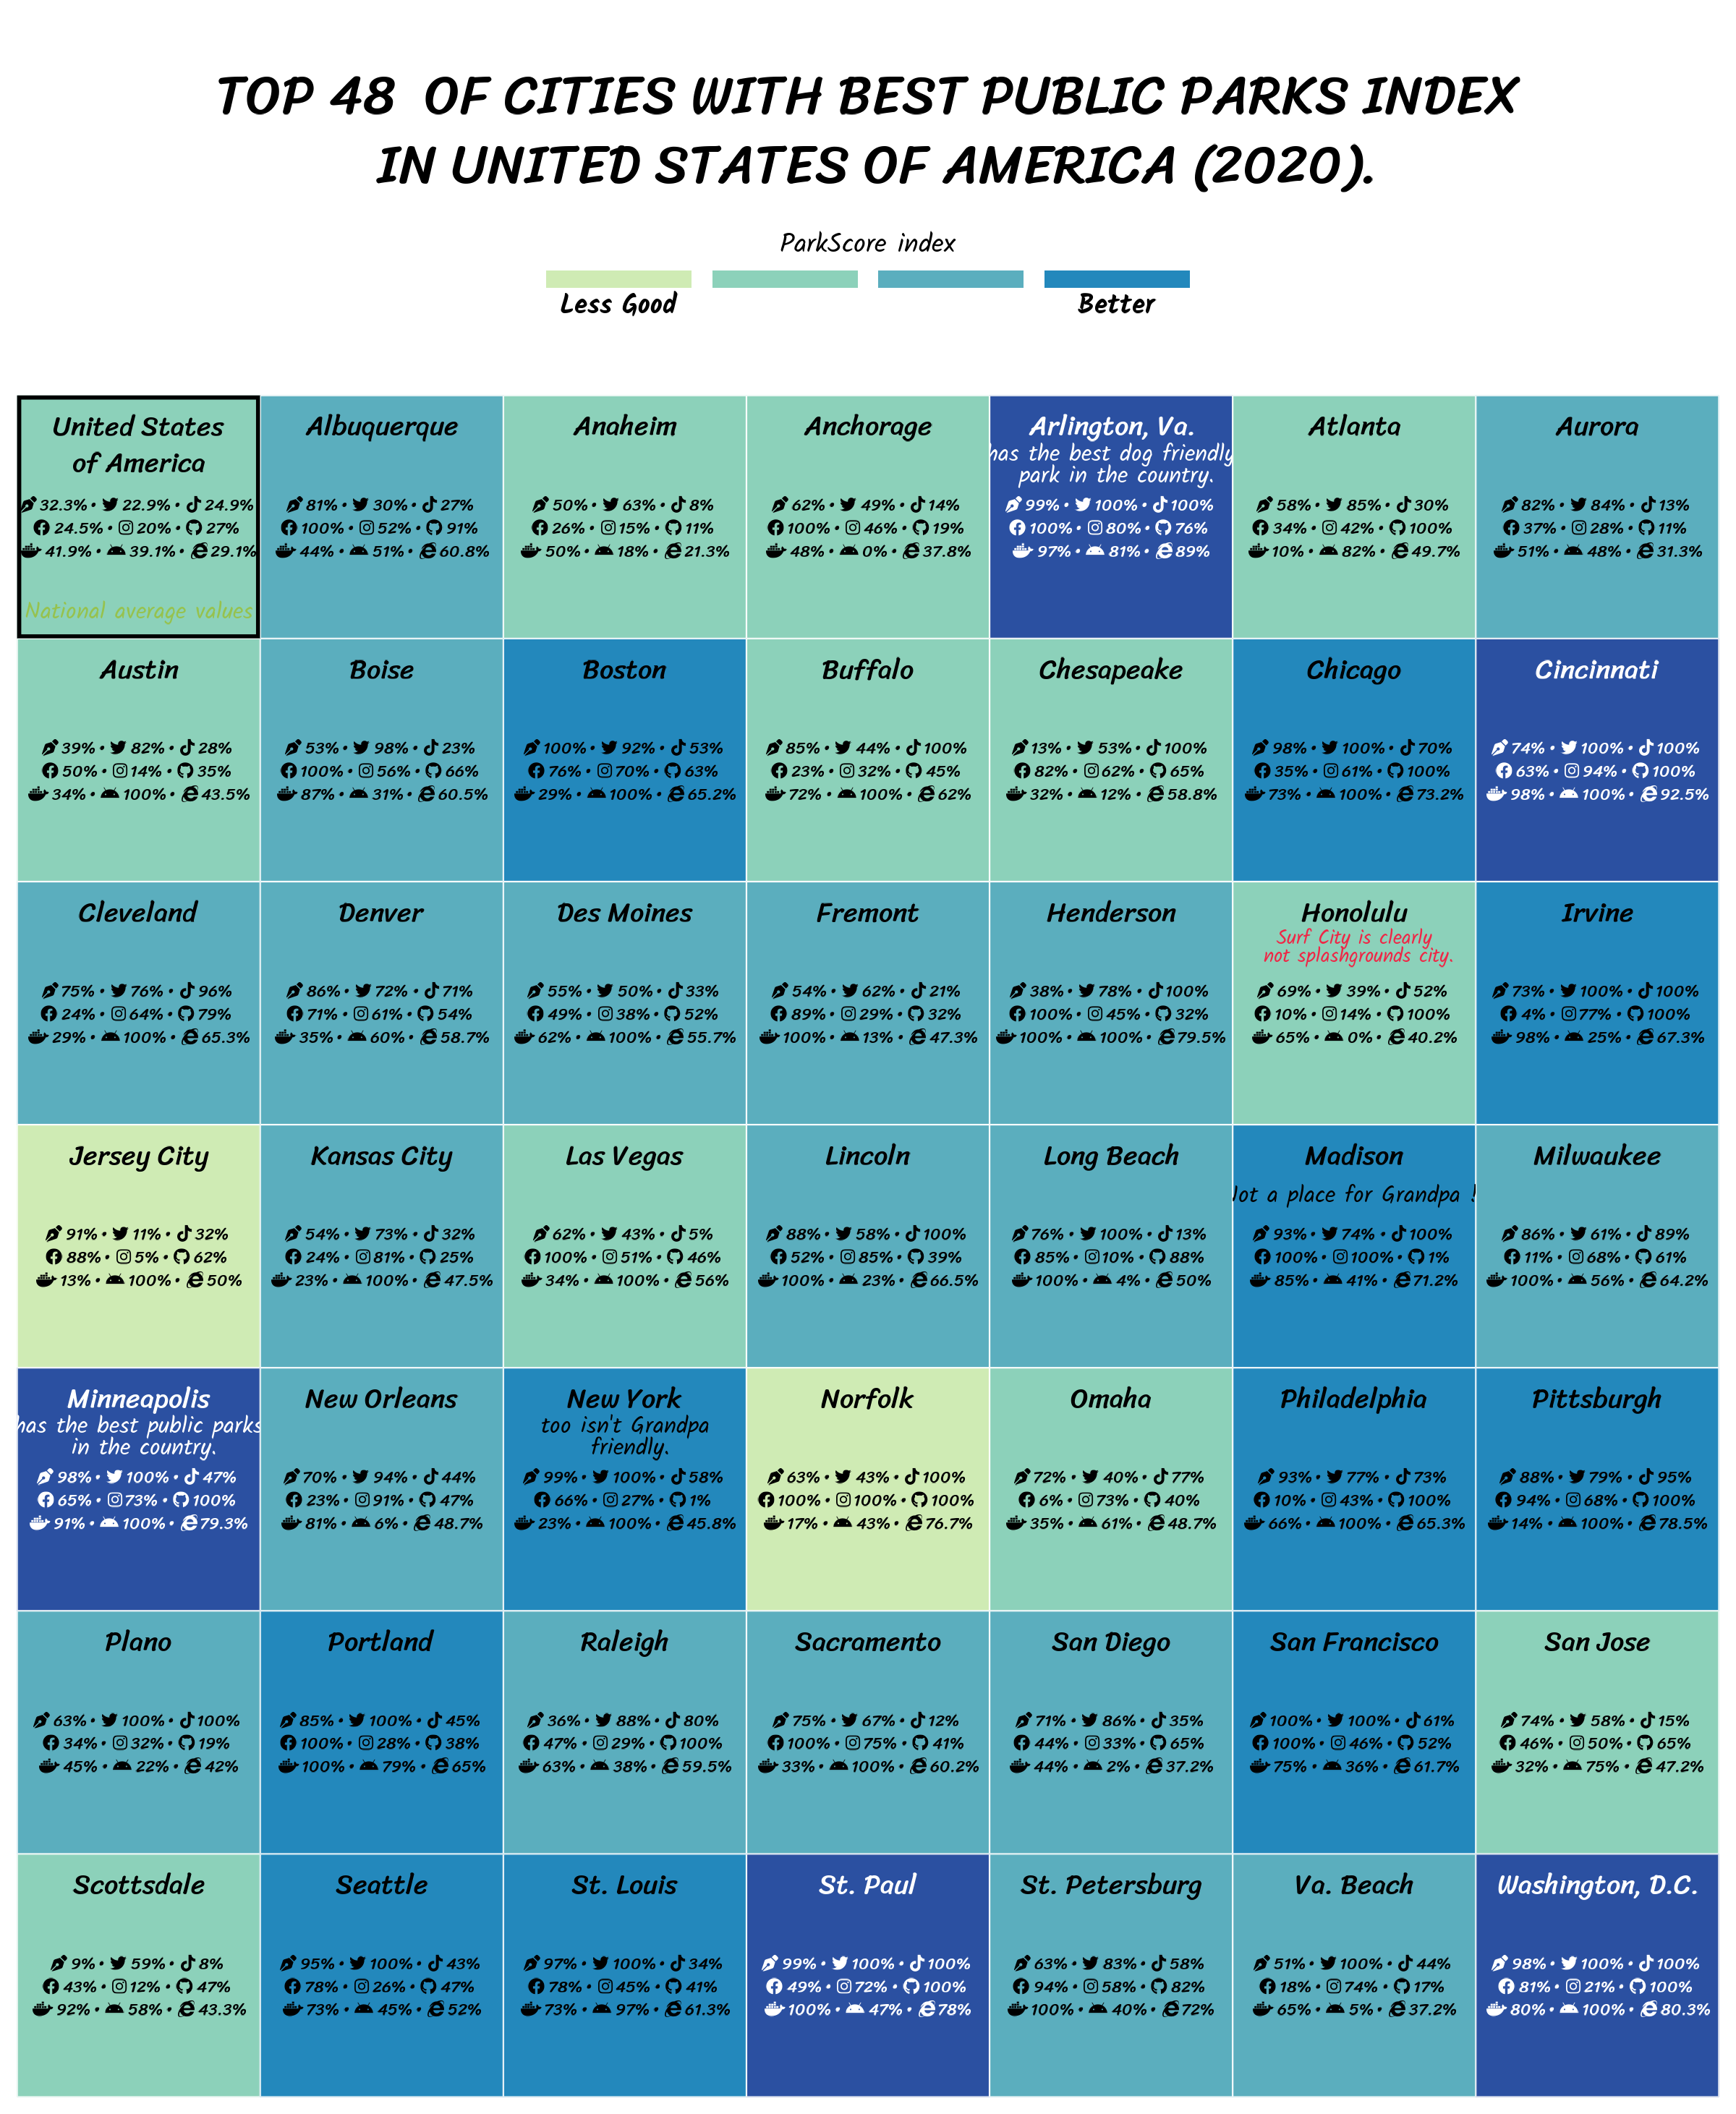 TOP 48 OF CITIES WITH BEST PUBLIC PARKS INDEX
IN UNITED STATES OF AMERICA (2020).
ParkScore index
Less Good
Better
United States
of America
32.3% • 22.9% • 24.9%
24.5% • 20% • 27%
41.9% • 39.1% • 29.1%
National average values
Albuquerque
81% • 30% • 27%
100% • 52% • 91%
44% • 51% • 60.8%
Anaheim
50% • 63% • 8%
26% • 15% • 11%
50% • 18% • 21.3%
Anchorage
62% • 49% • 14%
100% • 46% • 19%
48% • 0% • 37.8%
Arlington, Va.
has the best dog friendly
park in the country.
99% • 100% • 100%
100% • 80% • 76%
97% • 81% • 89%
Atlanta
58% • 85% • 30%
34% • 42% • 100%
10% • 82% • 49.7%
Aurora
82% • 84% • 13%
37% • 28% • 11%
51% • 48% • 31.3%
Austin
39% • 82% • 28%
50% • 14% • 35%
34% • 100% • 43.5%
Boise
53% • 98% • 23%
100% • 56% • 66%
87% • 31% • 60.5%
Boston
100% • 92% • 53%
76% • 70% • 63%
29% • 100% • 65.2%
Buffalo
85% • 44% • 100%
23% • 32% • 45%
72% • 100% • 62%
Chesapeake
13% • 53% • 100%
82% • 62% • 65%
32% • 12% • 58.8%
Chicago
98% • 100% • 70%
35% • 61% • 100%
73% • 100% • 73.2%
Cincinnati
74% • 100% • 100%
63% • 94% • 100%
98% • 100% • 92.5%
Cleveland
75% • 76% • 96%
24% • 64% • 79%
29% • 100% • 65.3%
Denver
86% • 72% • 71%
71% • 61% • 54%
35% • 60% • 58.7%
Des Moines
55% • 50% • 33%
49% • 38% • 52%
62% • 100% • 55.7%
Fremont
54% • 62% • 21%
89% • 29% • 32%
100% • 13% • 47.3%
Henderson
38% • 78% • 100%
100% • 45% • 32%
100% • 100% • 79.5%
Honolulu
Surf City is clearly
not splashgrounds city.
69% • 39% • 52%
10% • 14% • 100%
65% • 0% • 40.2%
Irvine
73% • 100% • 100%
4% • 77% • 100%
98% • 25% • 67.3%
Jersey City
91% • 11% • 32%
88% • 5% • 62%
13% • 100% • 50%
Kansas City
54% • 73% • 32%
24% • 81% • 25%
23% • 100% • 47.5%
Las Vegas
62% • 43% • 5%
100% • 51% • 46%
34% • 100% • 56%
Lincoln
88% • 58% • 100%
52% • 85% • 39%
100% • 23% • 66.5%
Long Beach
76% • 100% • 13%
85% • 10% • 88%
100% • 4% • 50%
Madison
Not a place for Grandpa !
93% • 74% • 100%
100% • 100% • 1%
85% • 41% • 71.2%
Milwaukee
86% • 61% • 89%
11% • 68% • 61%
100% • 56% • 64.2%
Minneapolis
has the best public parks
in the country.
98% • 100% • 47%
65% • 73% • 100%
91% • 100% • 79.3%
New Orleans
70% • 94% • 44%
23% • 91% • 47%
81% • 6% • 48.7%
New York
too isn't Grandpa
friendly.
99% • 100% • 58%
66% • 27% • 1%
23% • 100% • 45.8%
Norfolk
63% • 43% • 100%
100% • 100% • 100%
17% • 43% • 76.7%
Omaha
72% • 40% • 77%
6% • 73% • 40%
35% • 61% • 48.7%
Philadelphia
93% • 77% • 73%
10% • 43% • 100%
66% • 100% • 65.3%
Pittsburgh
88% • 79% • 95%
94% • 68% • 100%
14% • 100% • 78.5%
Plano
63% • 100% • 100%
34% • 32% • 19%
45% • 22% • 42%
Portland
85% • 100% • 45%
100% • 28% • 38%
100% • 79% • 65%
Raleigh
36% • 88% • 80%
47% • 29% • 100%
63% • 38% • 59.5%
Sacramento
75% • 67% • 12%
100% • 75% • 41%
33% • 100% • 60.2%
San Diego
71% • 86% • 35%
44% • 33% • 65%
44% • 2% • 37.2%
San Francisco
100% • 100% • 61%
100% • 46% • 52%
75% • 36% • 61.7%
San Jose
74% • 58% • 15%
46% • 50% • 65%
32% • 75% • 47.2%
Scottsdale
9% • 59% • 8%
43% • 12% • 47%
92% • 58% • 43.3%
Seattle
95% • 100% • 43%
78% • 26% • 47%
73% • 45% • 52%
St. Louis
97% • 100% • 34%
78% • 45% • 41%
73% • 97% • 61.3%
St. Paul
99% • 100% • 100%
49% • 72% • 100%
100% • 47% • 78%
St. Petersburg
63% • 83% • 58%
94% • 58% • 82%
100% • 40% • 72%
Va. Beach
51% • 100% • 44%
18% • 74% • 17%
65% • 5% • 37.2%
Washington, D.C.
98% • 100% • 100%
81% • 21% • 100%
80% • 100% • 80.3%